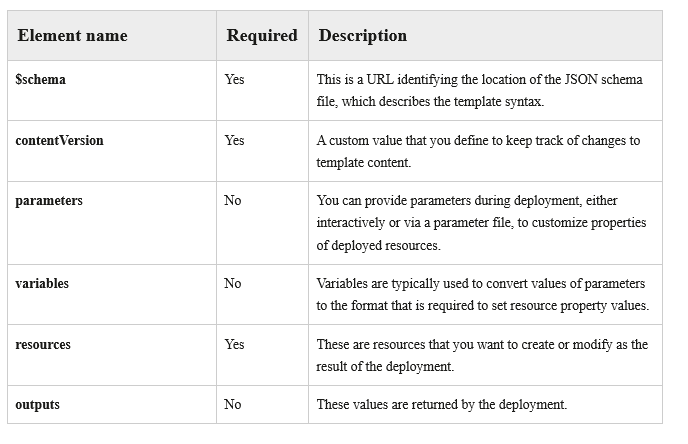 Element name Required Description
$schema Yes This is a URL identifying the location of the JSON schema
file, which describes the template syntax.
contentVersion Yes A custom value that you define to keep track of changes to
template content.
parameters No You can provide parameters during deployment, either
interactively or via a parameter file, to customize properties
of deployed resources.
variables No Variables are typically used to convert values of parameters
to the format that is required to set resource property values.
resources Yes These are resources that you want to create or modify as the
result of the deployment.
outputs No These values are returned by the deployment.